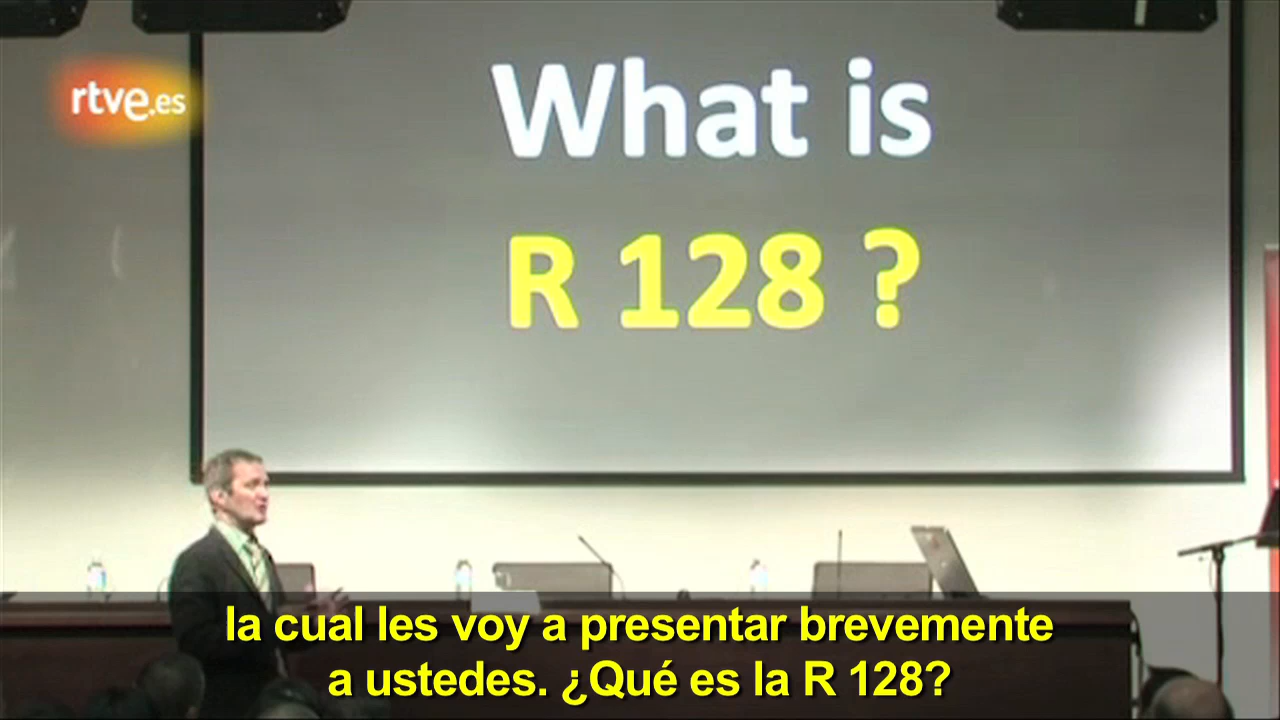 rtve.es
What is
R 128 ?
la cual les voy a presentar brevemente
a ustedes. ¿Qué es la R 128?